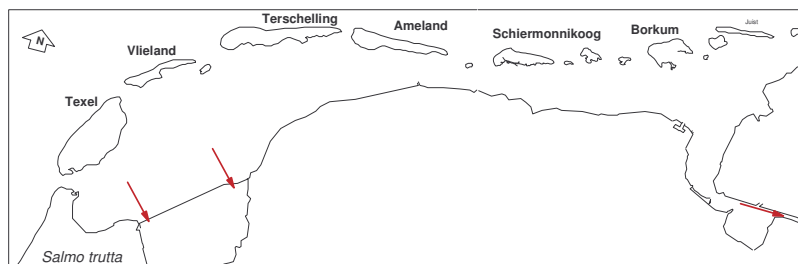 Terschelling
Ameland
Juist
Schiermonnikoog
Borkum
N
Vlieland
Texel
Salmo trutta